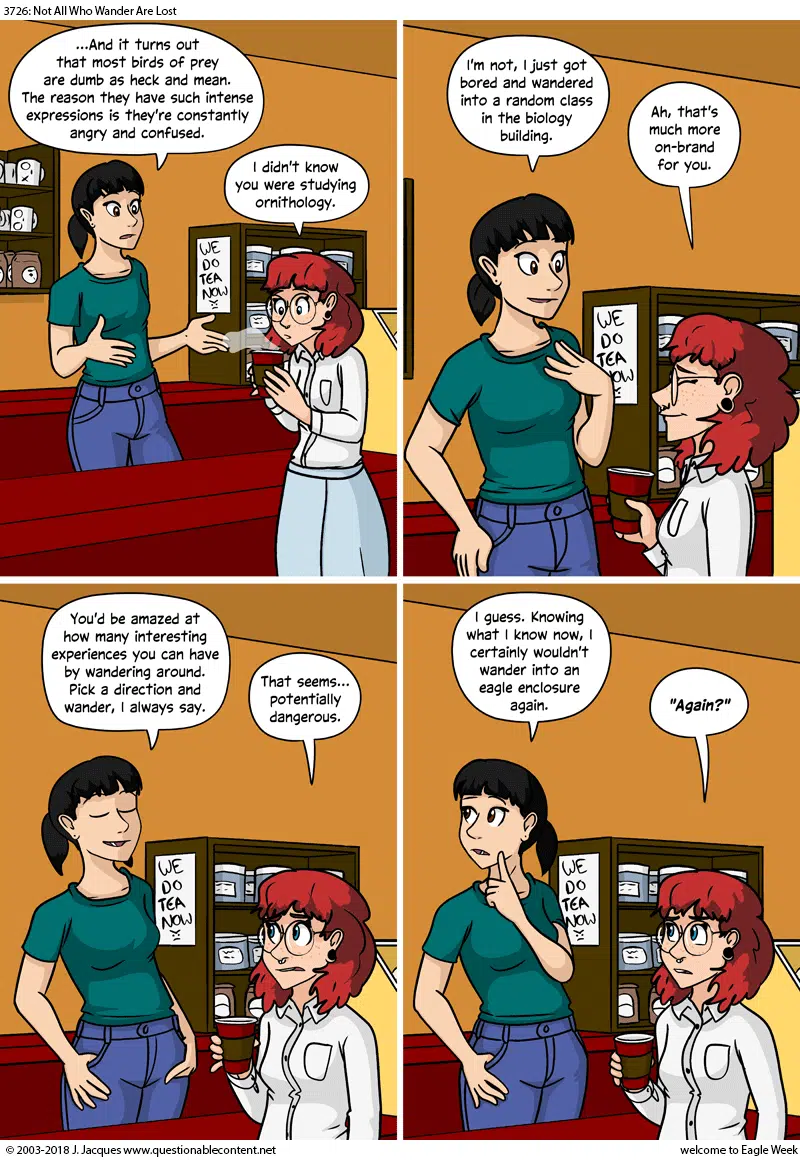 3726: Not All Who Wander Are Lost
...And it turns out
that most birds of prey
are dumb as heck and mean.
The reason they have such intense
expressions is they're constantly
angry and confused.
I didn't know
you were studying
ornithology.
WE
DO
TEA
NOW
I'm not, I just got
bored and wandered
into a random class
in the biology
building.
Ah, that's
much more
on-brand
for you.
WE
DO
TEA
NOW
You'd be amazed at
how many interesting
experiences you can have
by wandering around.
Pick a direction and
wander, I always say.
That seems...
potentially
dangerous.
WE
DO
TEA
NOW
I guess. Knowing
what I know now, I
certainly wouldn't
wander into an
eagle enclosure
again.
"Again?"
WE
DO
TEA
NOW
© 2003-2018 J. Jacques www.questionablecontent.net
welcome to Eagle Week